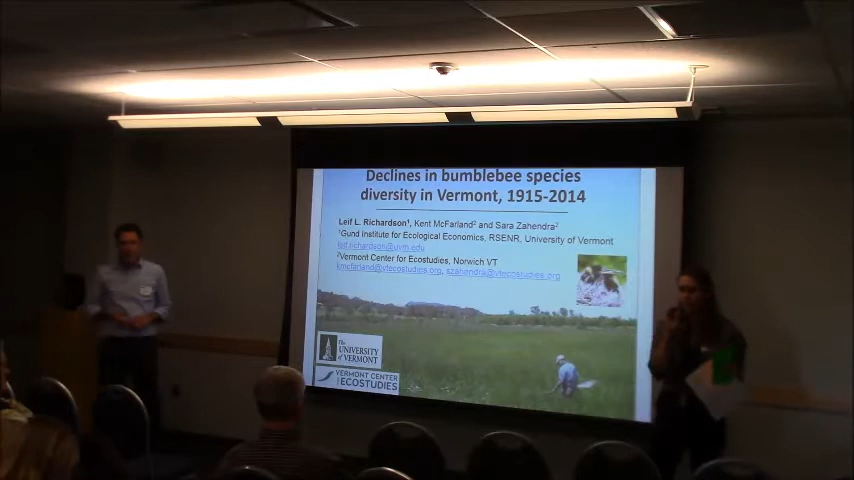 Declines in bumblebee species
diversity in Vermont, 1915-2014
Leif L. Richardson¹, Kent McFarland² and Sara Zahendra²
¹Gund Institute for Ecological Economics, RSENR, University of Vermont
leif.richardson@uvm.edu
²Vermont Center for Ecostudies, Norwich VT
kmcfarland@vtecostudies.org, szahendra@vtecostudies.org
The
UNIVERSITY
of VERMONT
VERMONT CENTER
FOR ECOSTUDIES